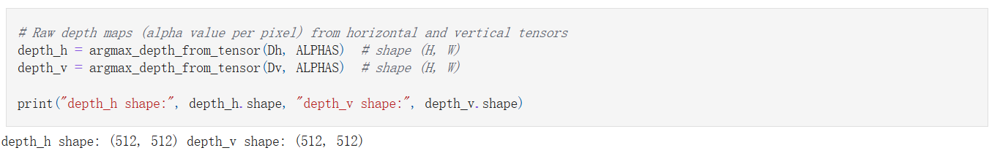 # Raw depth maps (alpha value per pixel) from horizontal and vertical tensors
depth_h = argmax_depth_from_tensor(Dh, ALPHAS)  # shape (H, W)
depth_v = argmax_depth_from_tensor(Dv, ALPHAS)  # shape (H, W)
print("depth_h shape:", depth_h.shape, "depth_v shape:", depth_v.shape)
depth_h shape: (512, 512) depth_v shape: (512, 512)